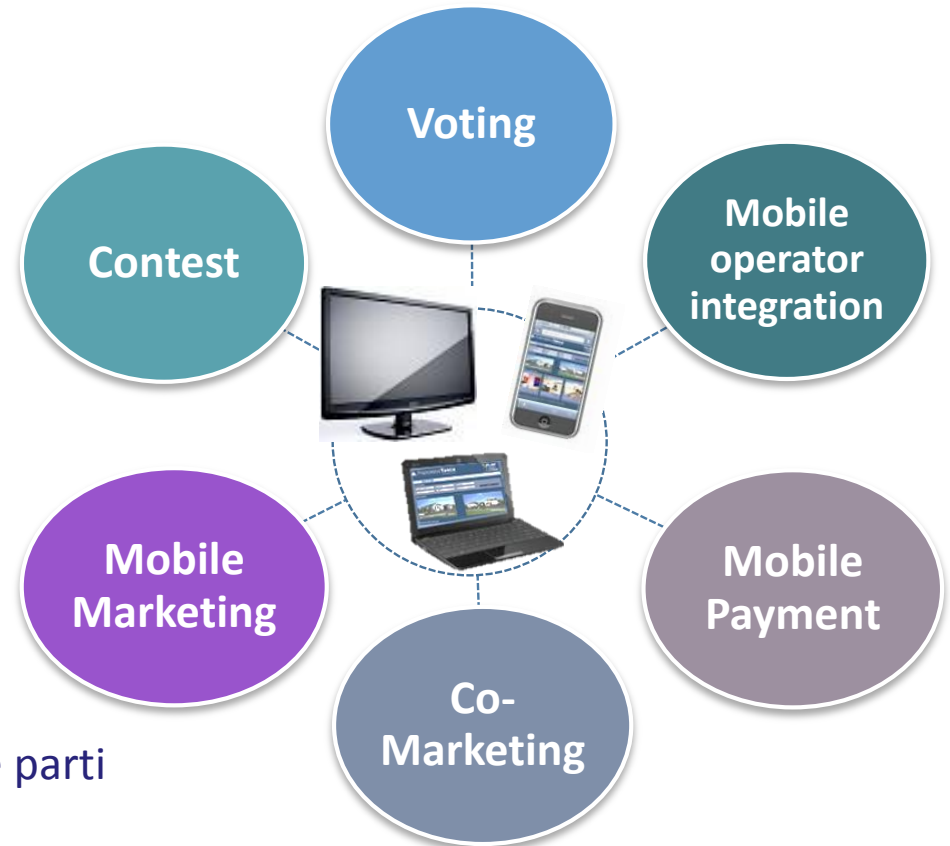 Voting
Contest
Mobile
operator
integration
Mobile
Marketing
Mobile
Payment
Co-
Marketing
parti